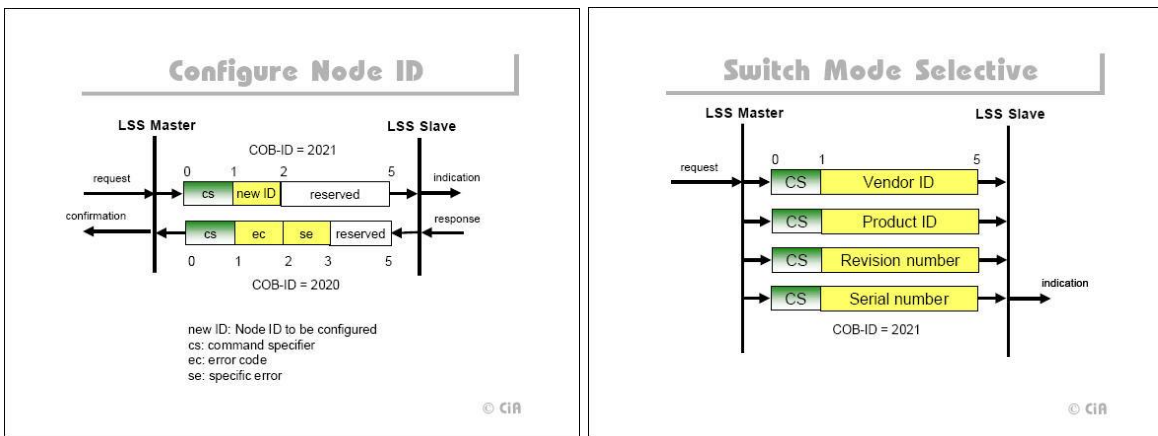 Configure Node ID
LSS Master
LSS Slave
COB-ID = 2021
0 1 2 5
request
cs new ID reserved
indication
confirmation
cs ec se reserved
response
0 1 2 3 5
COB-ID = 2020
new ID: Node ID to be configured
cs: command specifier
ec: error code
se: specific error
© CiA
Switch Mode Selective
LSS Master
LSS Slave
0 1 5
request
CS Vendor ID
CS Product ID
CS Revision number
CS Serial number
indication
COB-ID = 2021
© CiA